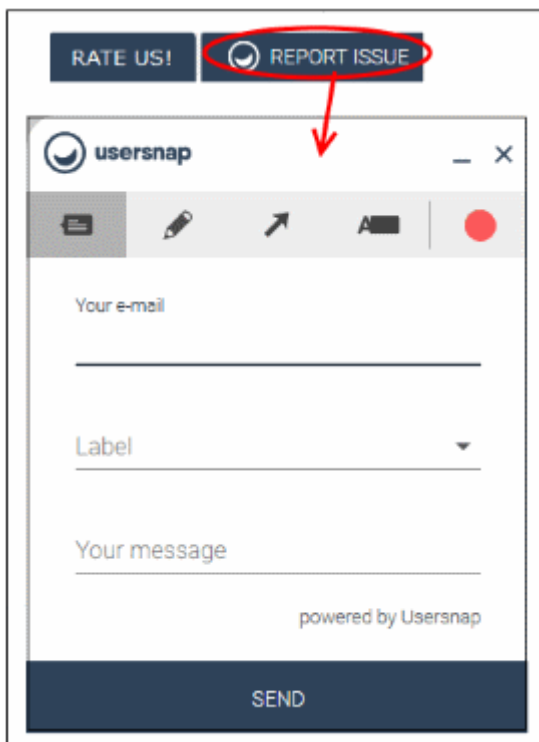 RATE US!
REPORT ISSUE
usersnap
A
Your e-mail
Label
Your message
powered by Usersnap
SEND